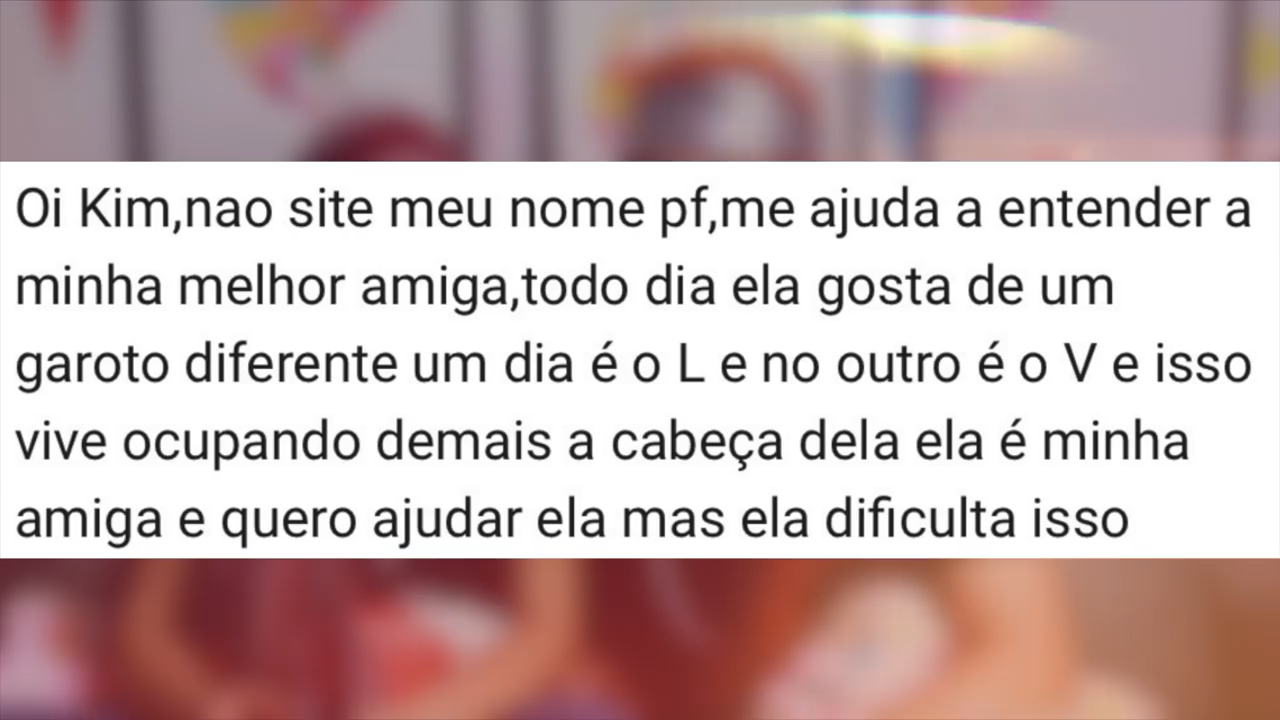 Oi Kim,nao site meu nome pf,me ajuda a entender a
minha melhor amiga,todo dia ela gosta de um
garoto diferente um dia é o L e no outro é o V e isso
vive ocupando demais a cabeça dela ela é minha
amiga e quero ajudar ela mas ela dificulta isso